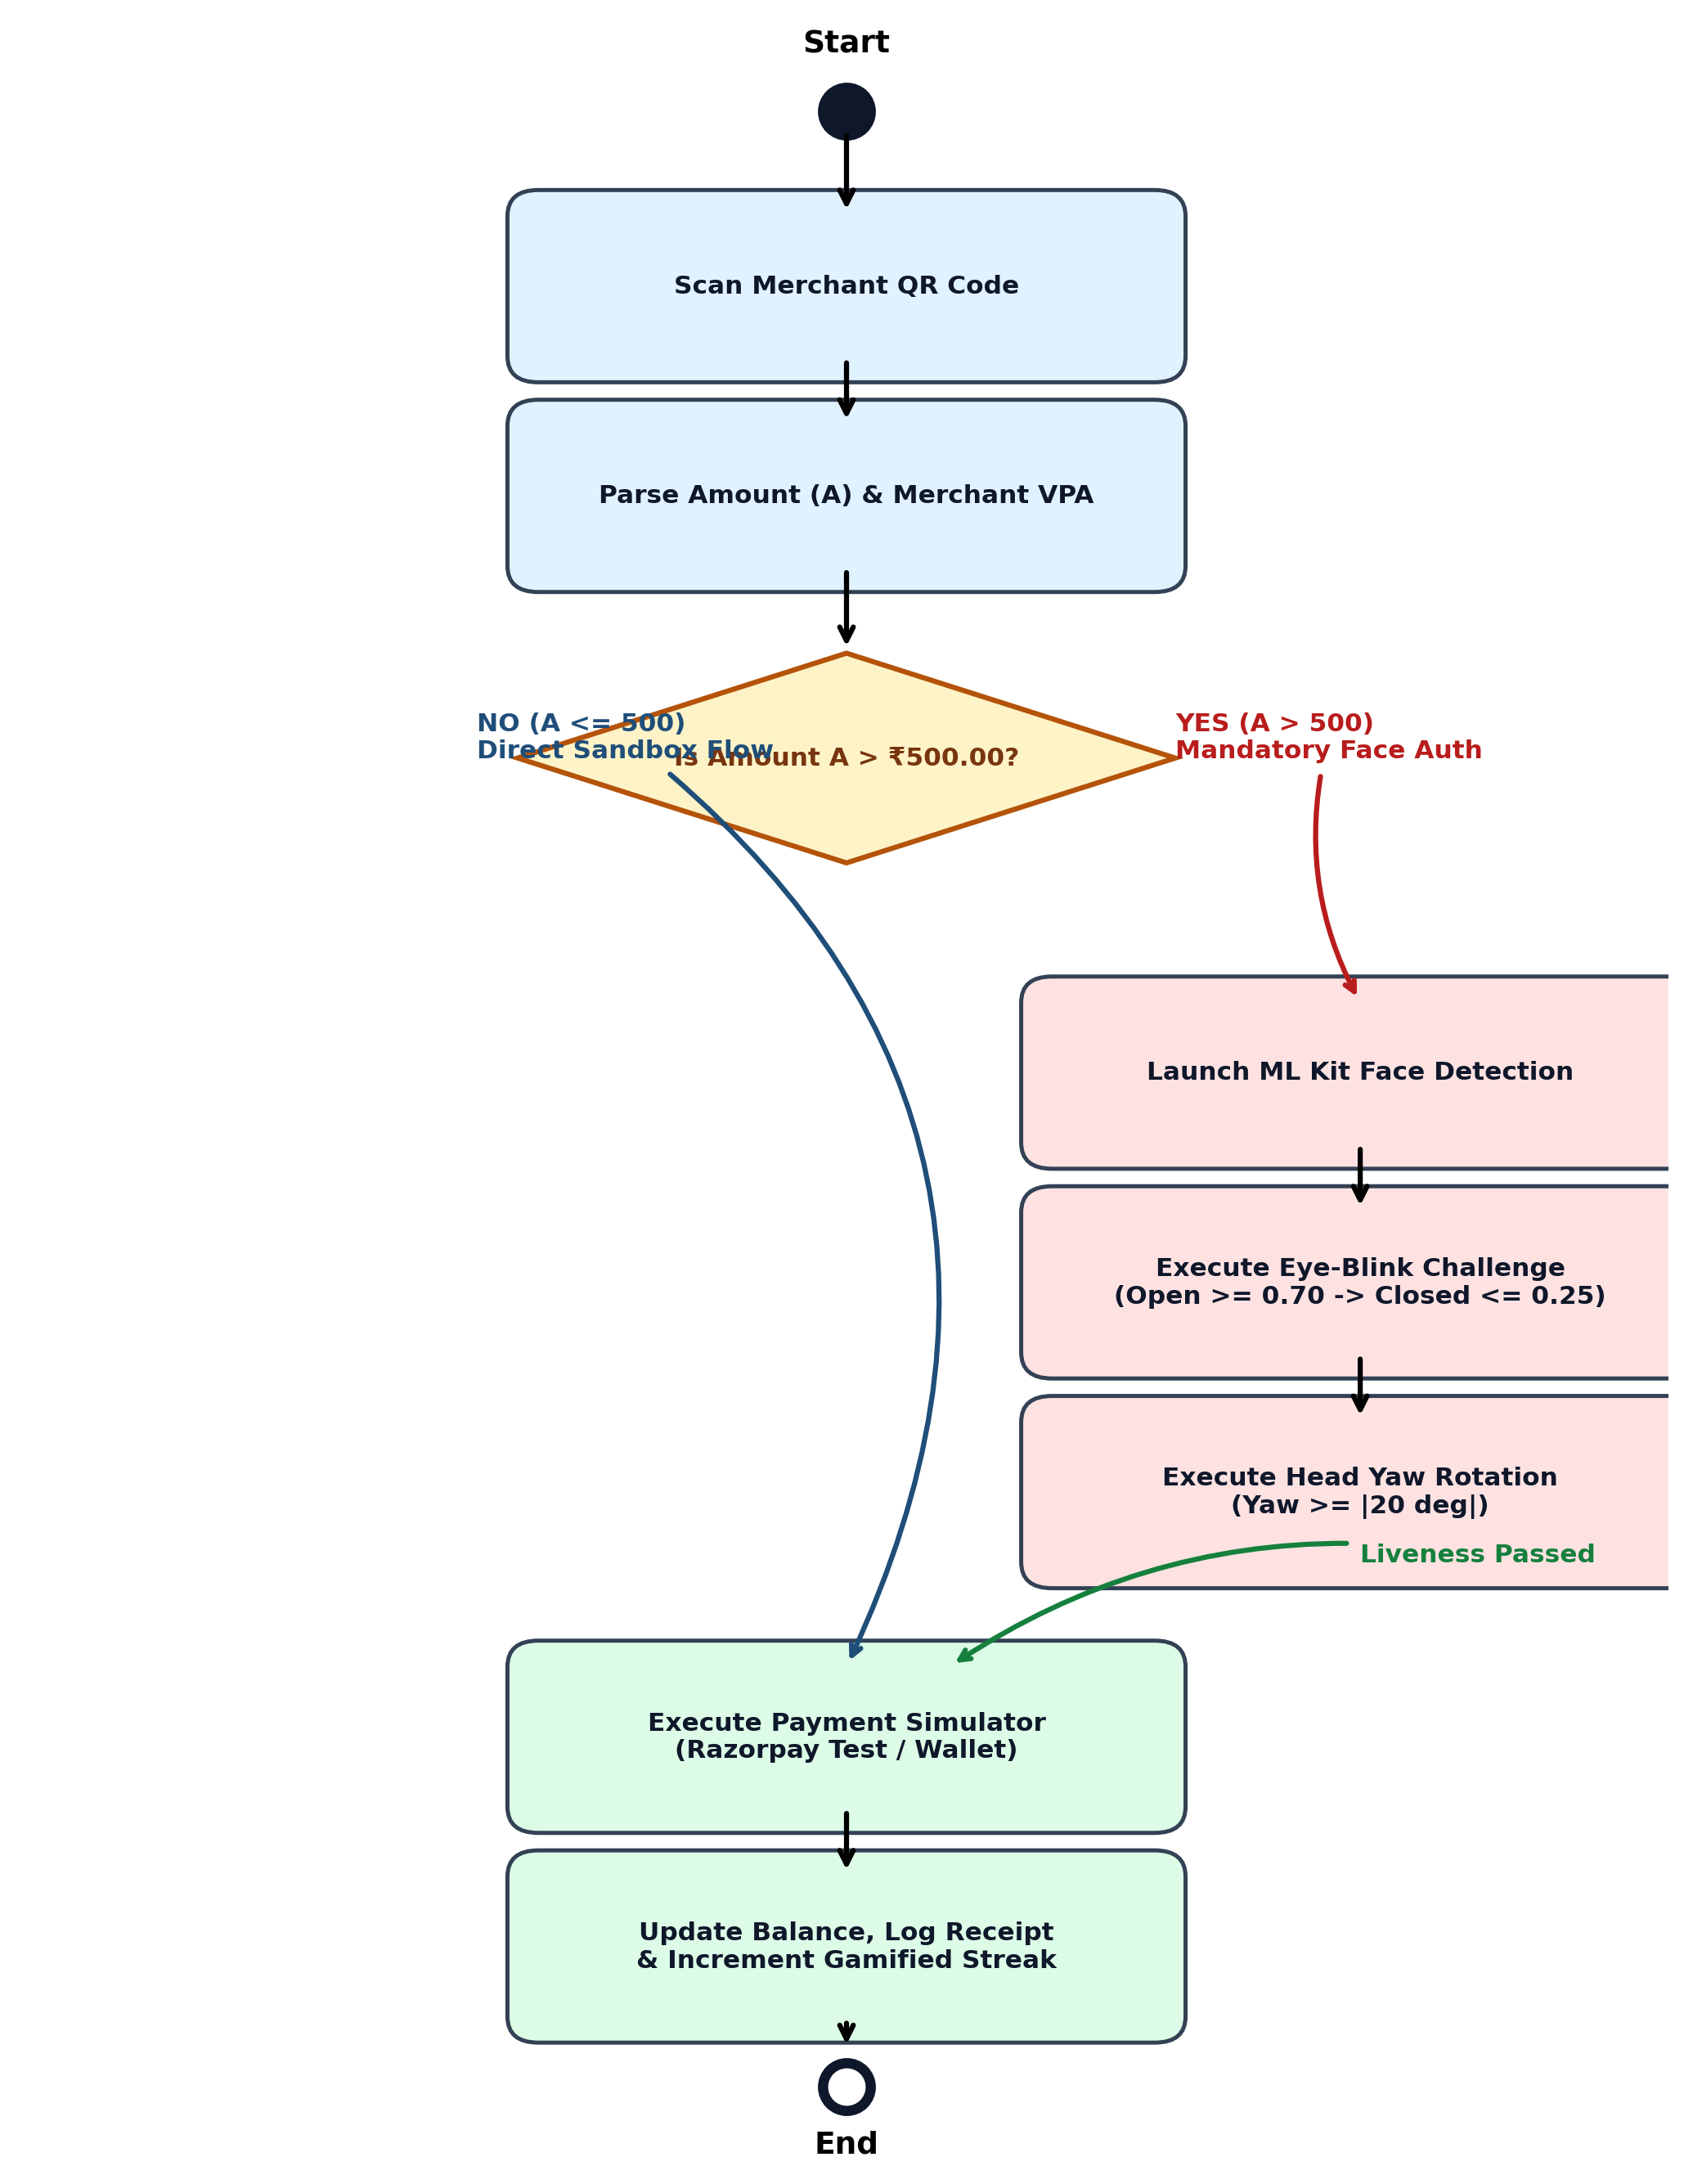 Start
Scan Merchant QR Code
Parse Amount (A) & Merchant VPA
NO (A <= 500)
Direct Sandbox Flow
Is Amount A > ₹500.00?
YES (A > 500)
Mandatory Face Auth
Launch ML Kit Face Detection
Execute Eye-Blink Challenge
(Open >= 0.70 -> Closed <= 0.25)
Execute Head Yaw Rotation
(Yaw >= |20 deg|)
Liveness Passed
Execute Payment Simulator
(Razorpay Test / Wallet)
Update Balance, Log Receipt
& Increment Gamified Streak
End